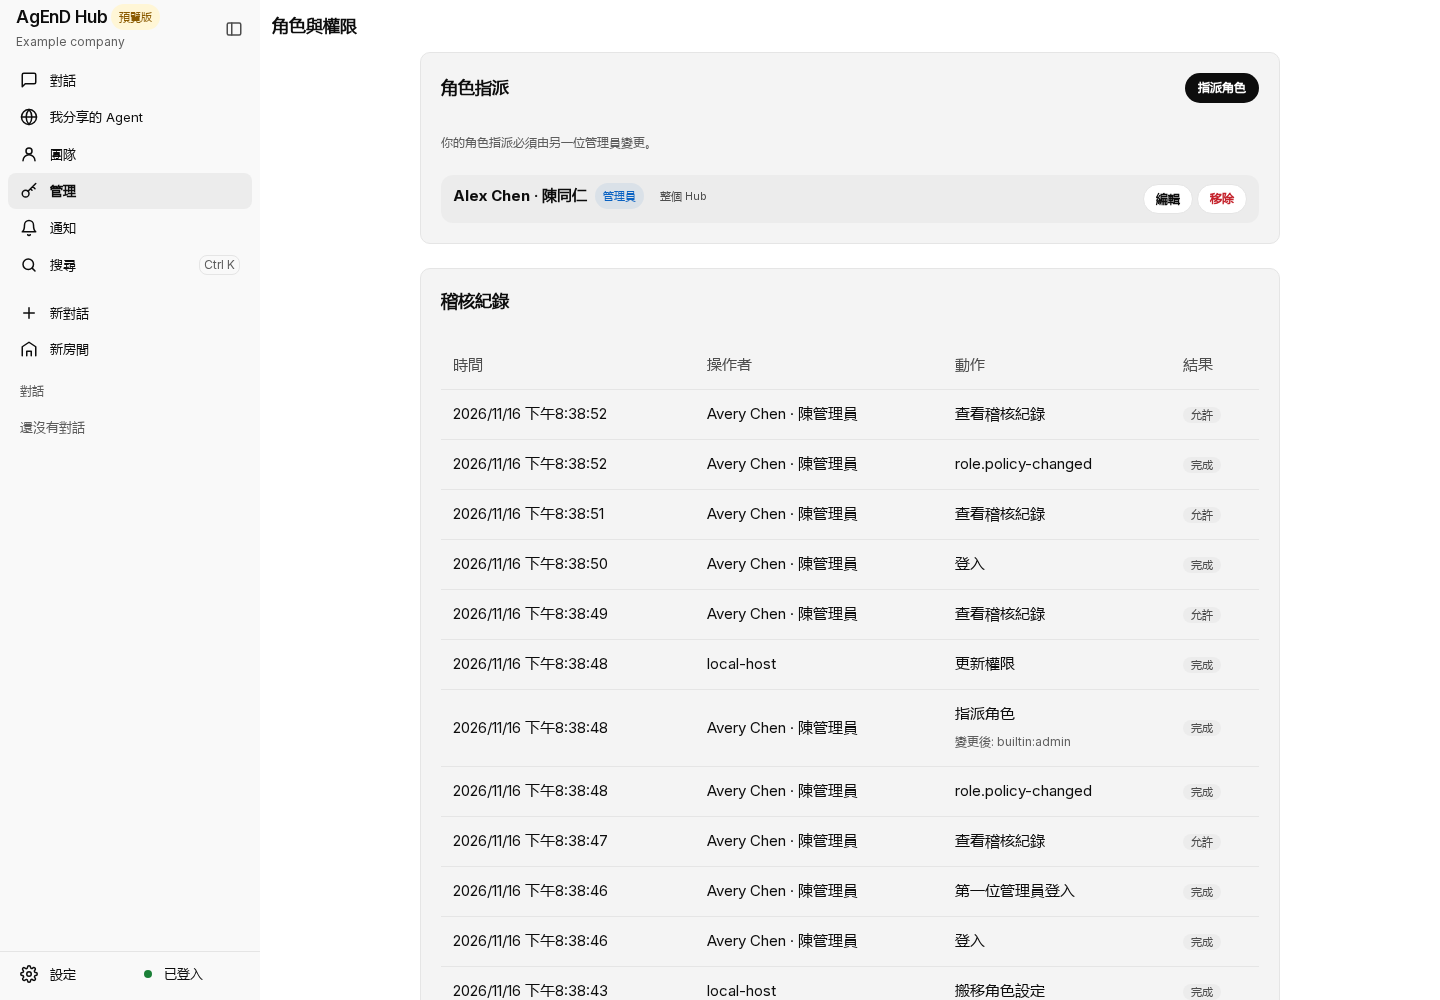 AgEnD Hub 預覽版
Example company
對話
我分享的 Agent
團隊
管理
通知
搜尋 Ctrl K
新對話
新房間
對話
還沒有對話
設定 已登入
角色與權限
角色指派 指派角色
你的角色指派必須由另一位管理員變更。
Alex Chen · 陳同仁 管理員 整個 Hub 編輯 移除
稽核紀錄
時間 操作者 動作 結果
2026/11/16 下午8:38:52 Avery Chen · 陳管理員 查看稽核紀錄 允許
2026/11/16 下午8:38:52 Avery Chen · 陳管理員 role.policy-changed 完成
2026/11/16 下午8:38:51 Avery Chen · 陳管理員 查看稽核紀錄 允許
2026/11/16 下午8:38:50 Avery Chen · 陳管理員 登入 完成
2026/11/16 下午8:38:49 Avery Chen · 陳管理員 查看稽核紀錄 允許
2026/11/16 下午8:38:48 local-host 更新權限 完成
2026/11/16 下午8:38:48 Avery Chen · 陳管理員 指派角色 完成
變更後: builtin:admin
2026/11/16 下午8:38:48 Avery Chen · 陳管理員 role.policy-changed 完成
2026/11/16 下午8:38:47 Avery Chen · 陳管理員 查看稽核紀錄 允許
2026/11/16 下午8:38:46 Avery Chen · 陳管理員 第一位管理員登入 完成
2026/11/16 下午8:38:46 Avery Chen · 陳管理員 登入 完成
2026/11/16 下午8:38:43 local-host 搬移角色設定 完成